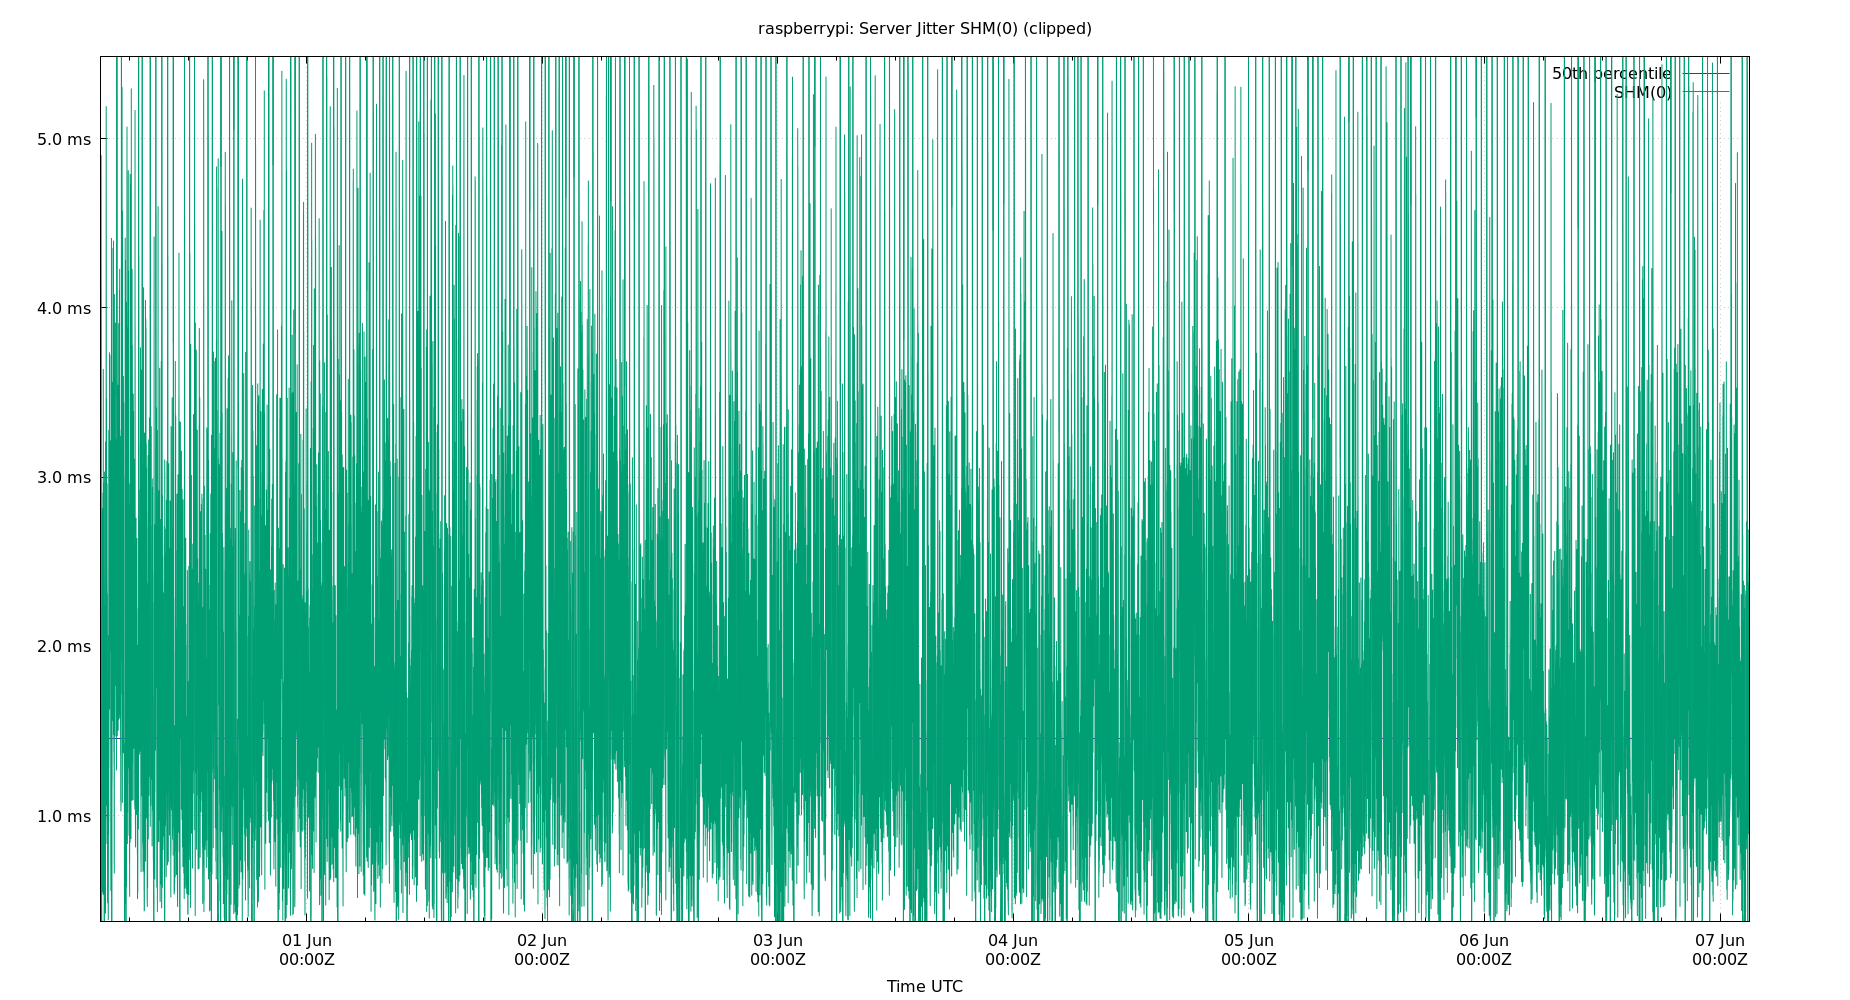 raspberrypi: Server Jitter SHM(0) (clipped)
50th percentile
SHM(0)
5.0 ms
4.0 ms
3.0 ms
2.0 ms
1.0 ms
01 Jun 02 Jun 03 Jun 04 Jun 05 Jun 06 Jun 07 Jun
00:00Z 00:00Z 00:00Z 00:00Z 00:00Z 00:00Z 00:00Z
Time UTC